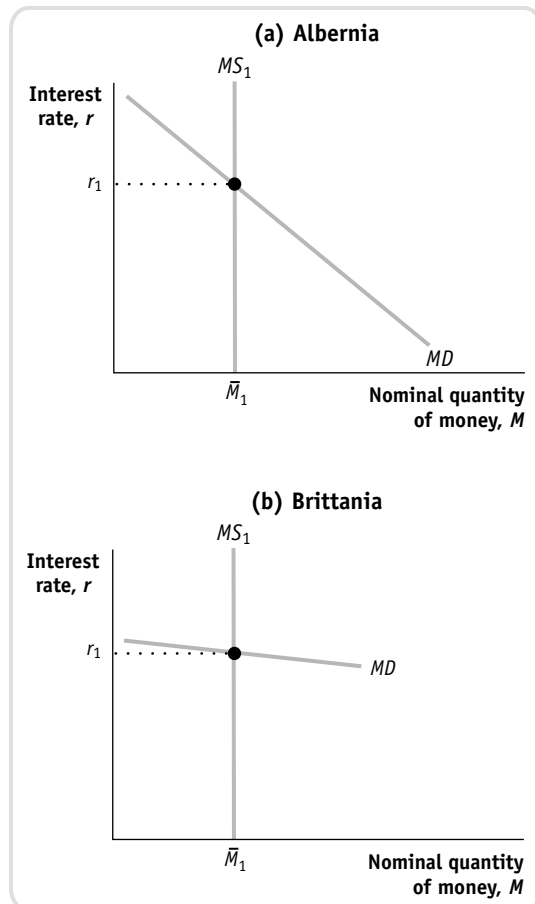 (a) Albernia
MS₁
Interest
rate, r
r₁
MD
M̅₁
Nominal quantity
of money, M
(b) Brittania
MS₁
Interest
rate, r
r₁
MD
M̅₁
Nominal quantity
of money, M